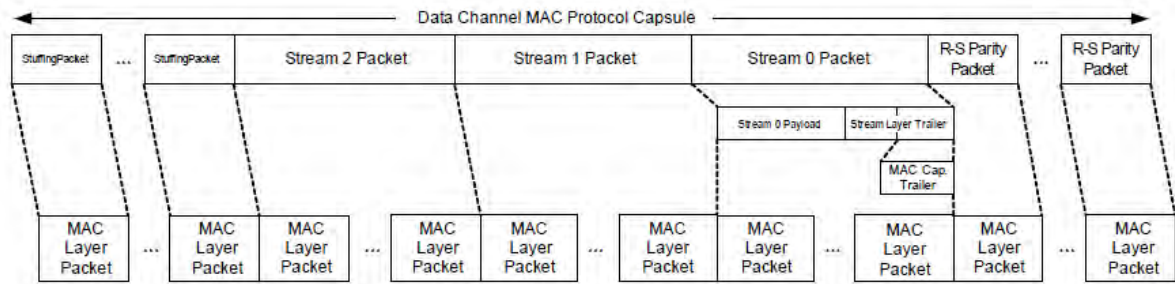 Data Channel MAC Protocol Capsule
StuffingPacket ... StuffingPacket Stream 2 Packet Stream 1 Packet Stream 0 Packet R-S Parity Packet ... R-S Parity Packet
Stream 0 Payload Stream Layer Trailer
MAC Cap.
Trailer
MAC MAC MAC MAC MAC MAC MAC MAC MAC
Layer ... Layer Layer ... Layer Layer ... Layer Layer ... Layer Layer ... Layer
Packet Packet Packet Packet Packet Packet Packet Packet Packet